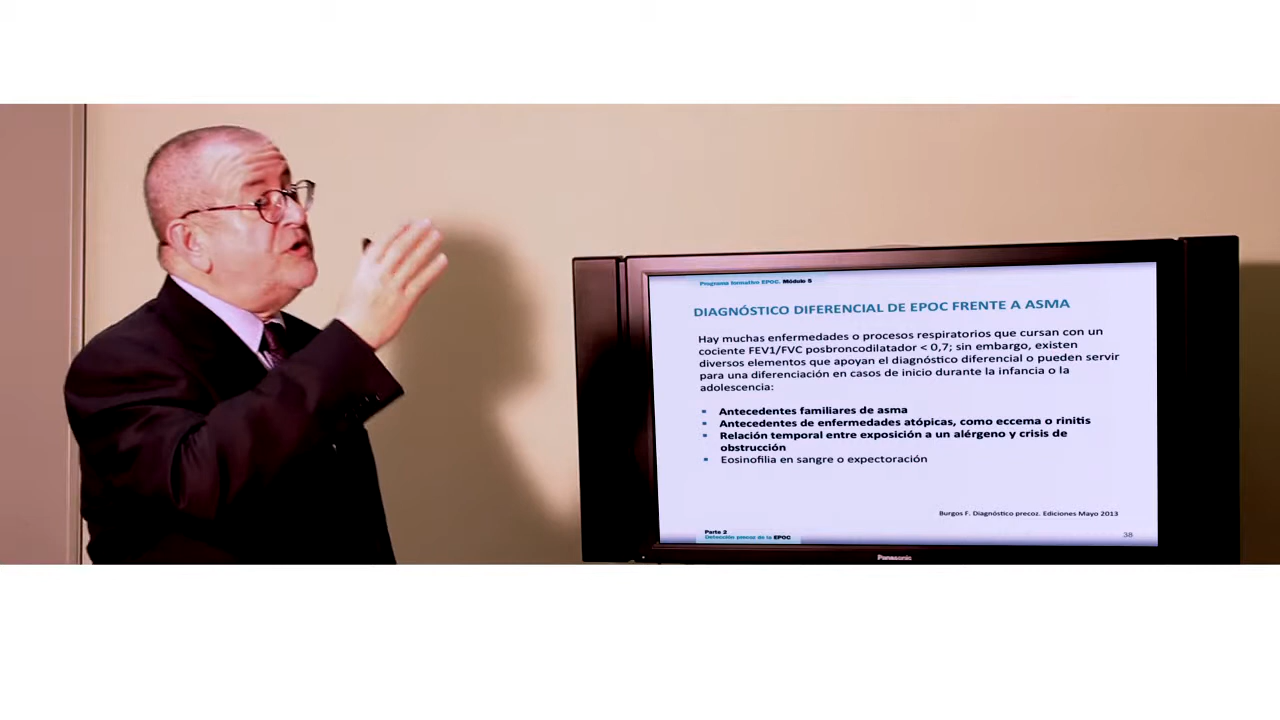 Programa formativo EPOC. Módulo 5
DIAGNÓSTICO DIFERENCIAL DE EPOC FRENTE A ASMA
Hay muchas enfermedades o procesos respiratorios que cursan con un
cociente FEV1/FVC posbroncodilatador < 0,7; sin embargo, existen
diversos elementos que apoyan el diagnóstico diferencial o pueden servir
para una diferenciación en casos de inicio durante la infancia o la
adolescencia:
▪ Antecedentes familiares de asma
▪ Antecedentes de enfermedades atópicas, como eccema o rinitis
▪ Relación temporal entre exposición a un alérgeno y crisis de
obstrucción
▪ Eosinofilia en sangre o expectoración
Burgos F. Diagnóstico precoz. Ediciones Mayo 2013
Parte 2
Detección precoz de la EPOC
38
Panasonic